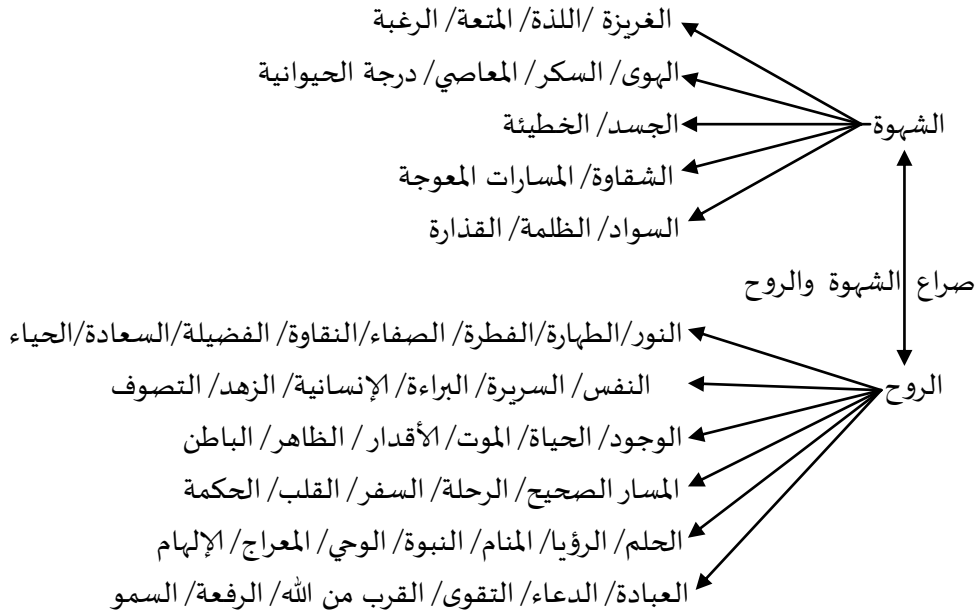 الغريزة /اللذة/ المتعة/ الرغبة
الهوى/ السكر/ المعاصي/ درجة الحيوانية
الشهوة
الجسد/ الخطيئة
الشقاوة/ المسارات المعوجة
السواد/ الظلمة/ القذارة
صراع الشهوة والروح
النور/الطهارة/الفطرة/ الصفاء/النقاوة/ الفضيلة/السعادة/الحياء
الروح
النفس/ السريرة/ البراءة/ الإنسانية/ الزهد/ التصوف
الوجود/ الحياة/ الموت/ الأقدار/ الظاهر/ الباطن
المسار الصحيح/ الرحلة/ السفر/ القلب/ الحكمة
الحلم/ الرؤيا/ المنام/ النبوة/ الوحي/ المعراج/ الإلهام
العبادة/ الدعاء/ التقوى/ القرب من الله/ الرفعة/ السمو